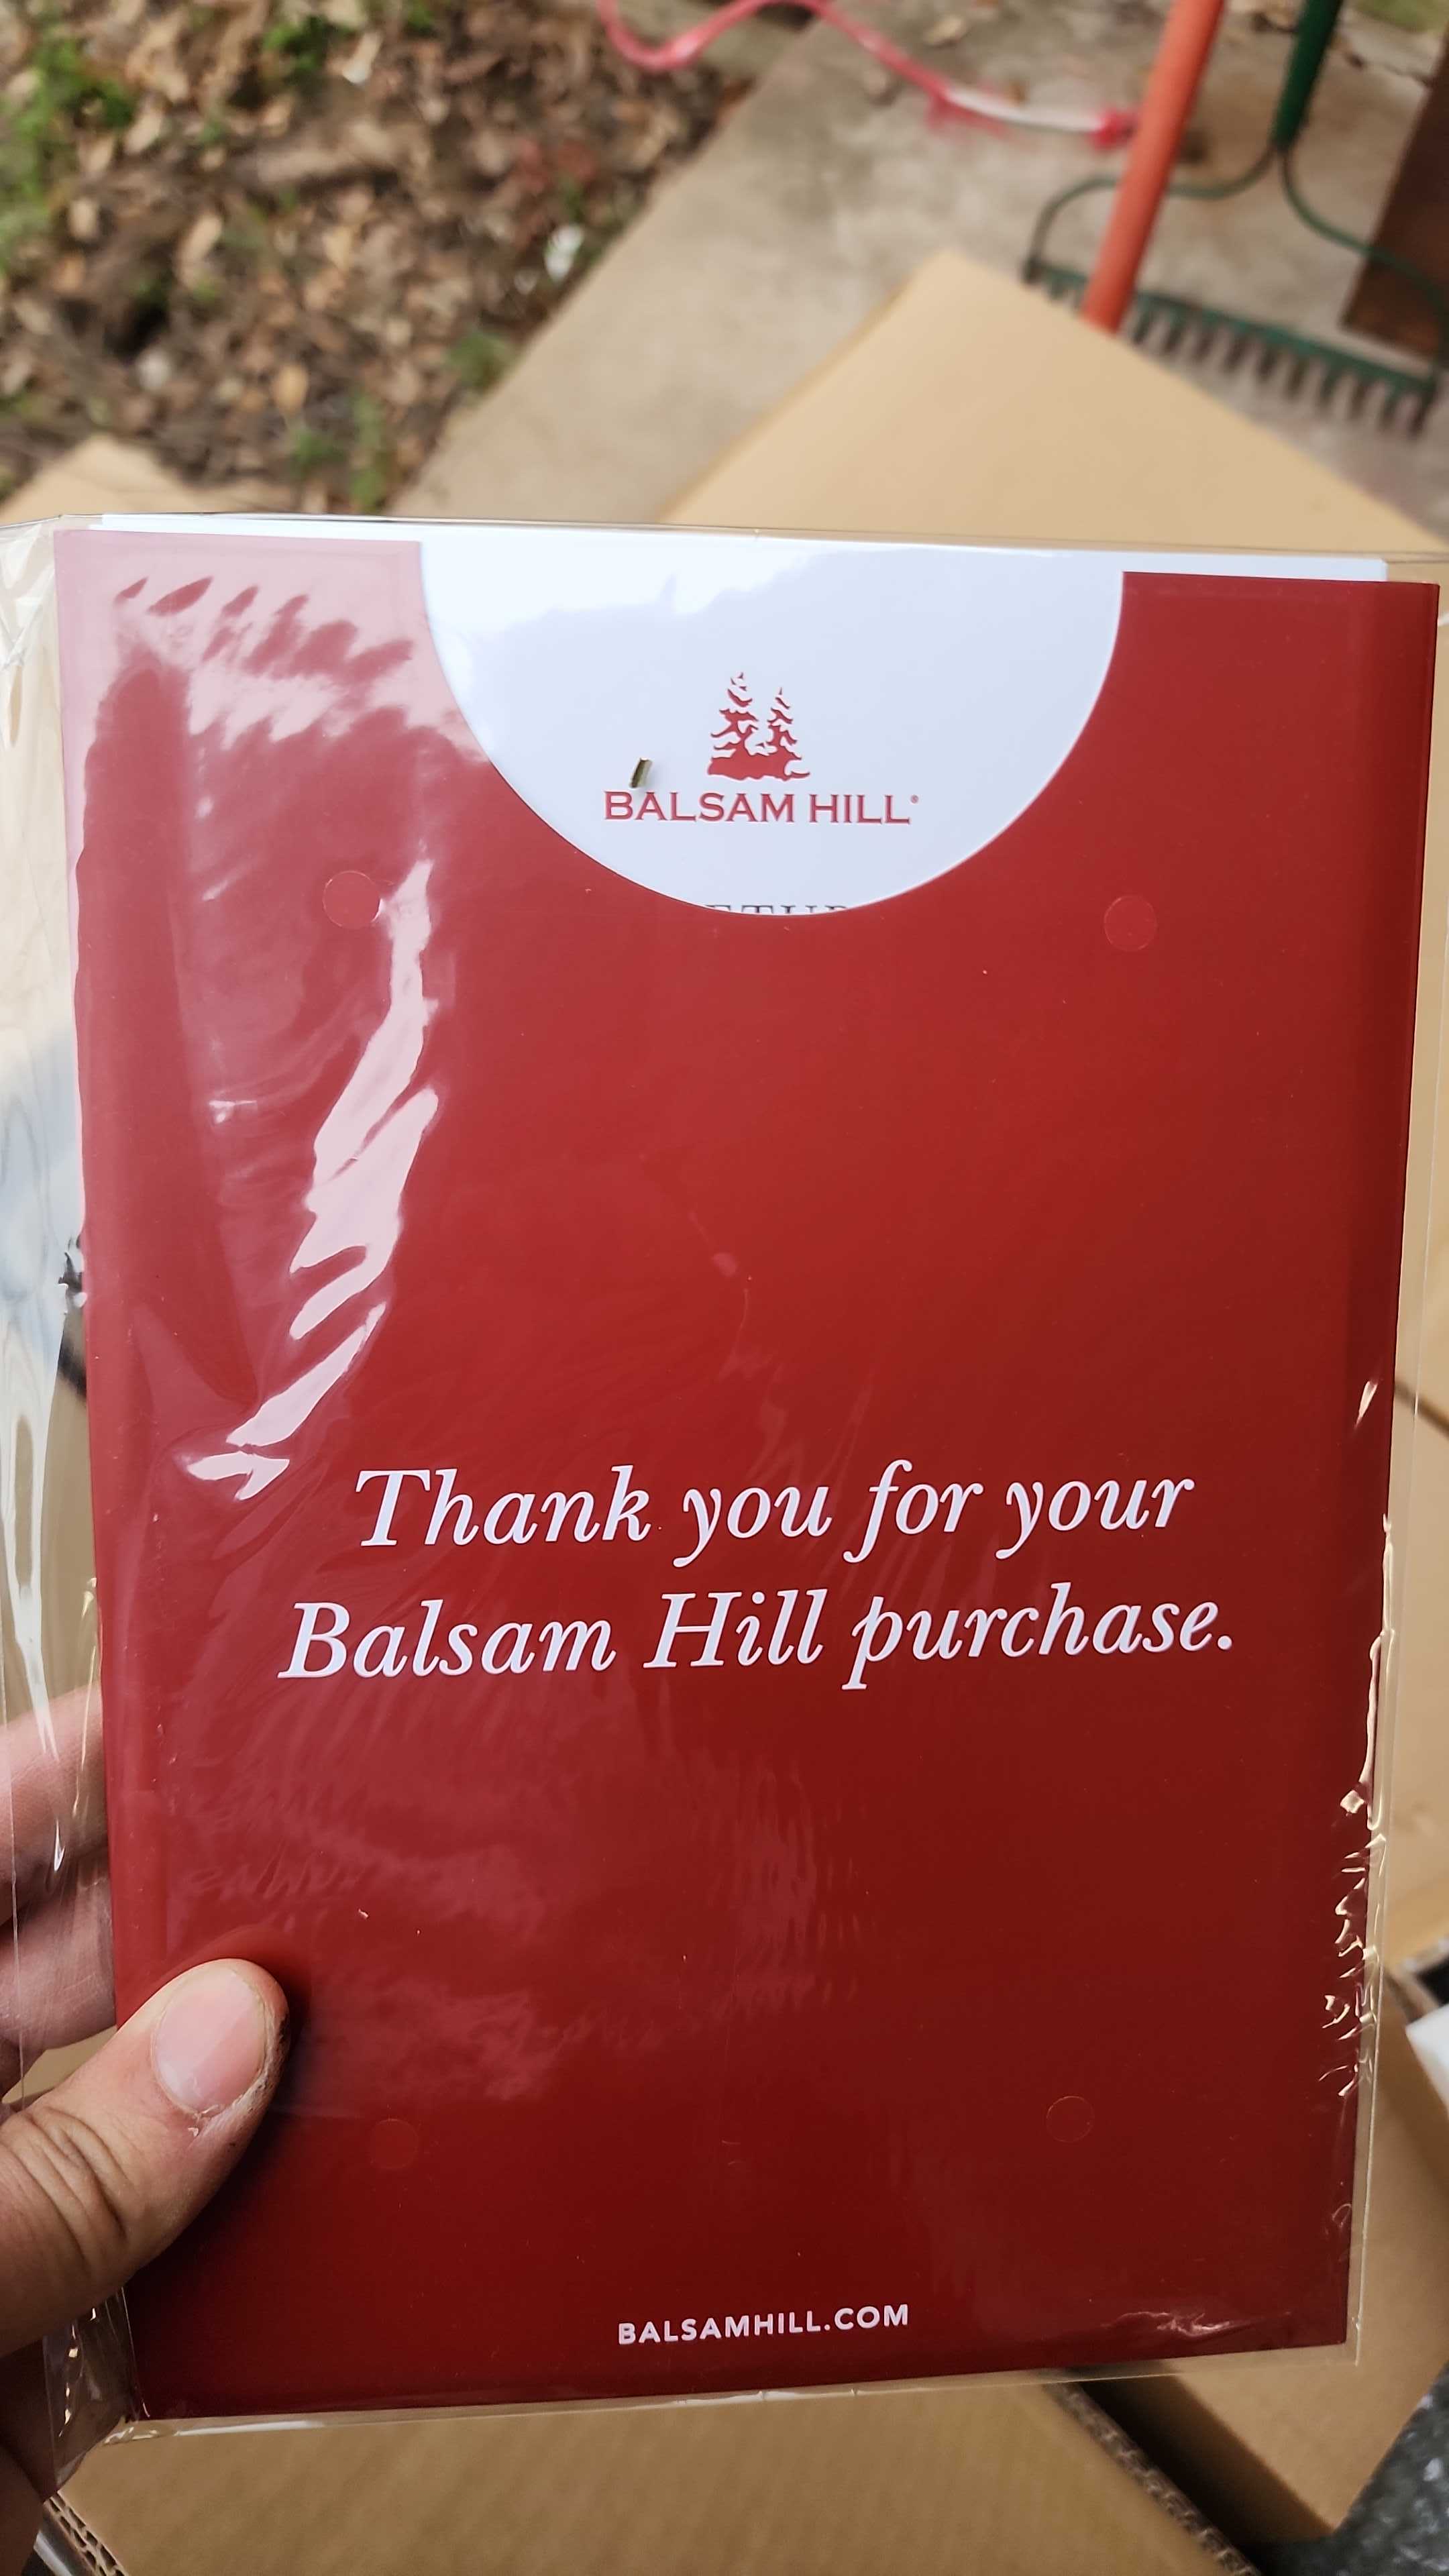 BALSAM HILL®
Thank you for your
Balsam Hill purchase.
BALSAMHILL.COM